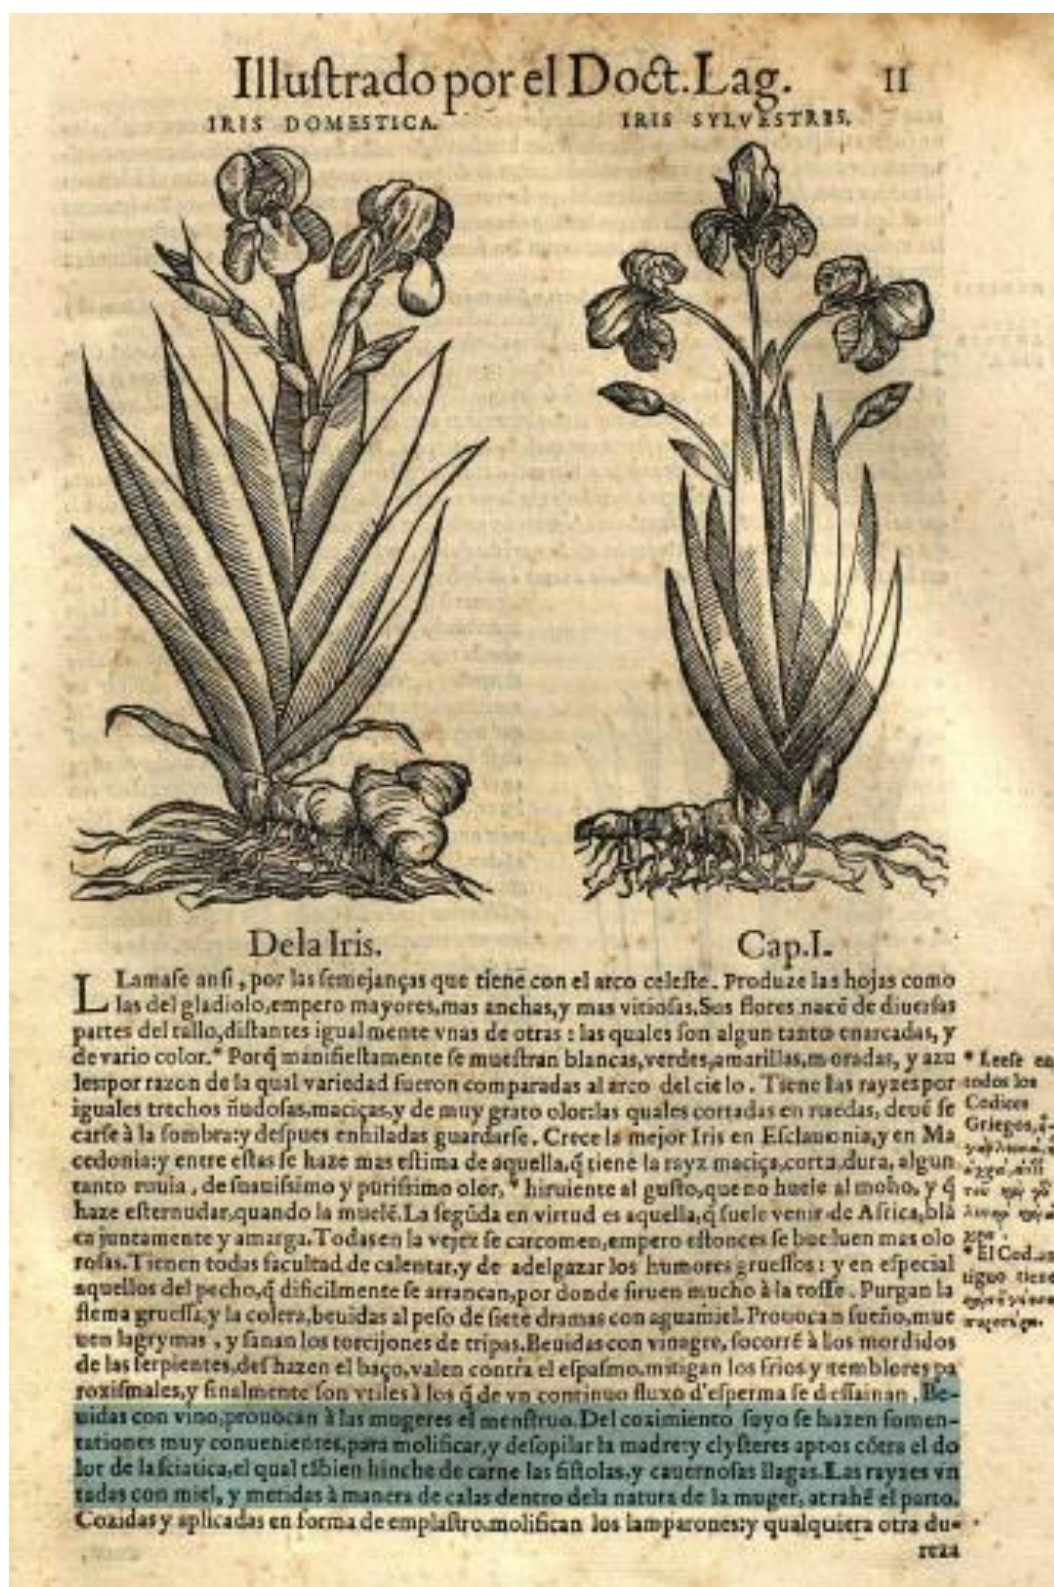 Illustrado por el Doct. Lag. II
IRIS DOMESTICA.
IRIS SYLVESTRES.
De la Iris. Cap. I.
LLamase ansi, por las semejanças que tienē con el arco celeste. Produze las hojas como
las del gladiolo, empero mayores, mas anchas, y mas vitiosas. Sus flores nacē de diuersas
partes del tallo, distantes igualmente vnas de otras: las quales son algun tanto enarcadas, y
de vario color.* Porq̄ manifiestamente se muestran blancas, verdes, amarillas, moradas, y azu
les: por razon de la qual variedad fueron comparadas al arco del cielo. Tiene las rayzes por
iguales trechos ñudosas, maciças, y de muy grato olor: las quales cortadas en ruedas, deuē se
carse à la sombra: y despues enhiladas guardarse. Crece la mejor Iris en Esclauonia, y en Ma
cedonia: y entre estas se haze mas estima de aquella, q̄ tiene la rayz maciça, corta, dura, algun
tanto ruuia, de suauissimo y purissimo olor, * hiruiente al gusto, que no huele al moho, y q̄
haze esternudar, quando la muelē. La segūda en virtud es aquella, q̄ suele venir de Africa, blā
ca juntamente y amarga. Todas en la vejez se carcomen, empero estonces se bueluen mas olo
rosas. Tienen todas facultad de calentar, y de adelgazar los humores gruessos: y en especial
aquellos del pecho, q̄ dificilmente se arrancan, por donde siruen mucho à la tosse. Purgan la
flema gruessa, y la colera, beuidas al peso de siete dramas con aguamiel. Prouocan sueño, mue
uen lagrymas, y sanan los torcijones de tripas. Beuidas con vinagre, socorrē à los mordidos
de las serpientes, deshazen el baço, valen contra el espasmo, mitigan los frios y temblores pa
roxismales, y finalmente son vtiles à los q̄ de vn continuo fluxo d'esperma se dessainan. Be-
uidas con vino, prouocan à las mugeres el menstruo. Del cozimiento suyo se hazen fomen-
tationes muy conuenientes, para molificar, y desopilar la madre: y clysteres aptos cōtra el do
lor de la sciatica, el qual tābien hinche de carne las fistolas, y cauernosas llagas. Las rayzes vn
tadas con miel, y metidas à manera de calas dentro dela natura de la muger, atrahē el parto.
Cozidas y aplicadas en forma de emplastro, molifican los lamparones: y qualquiera otra du-
reza
* Leese en
todos los
Codices
Griegos,
* El Cod. an
tiguo tiene